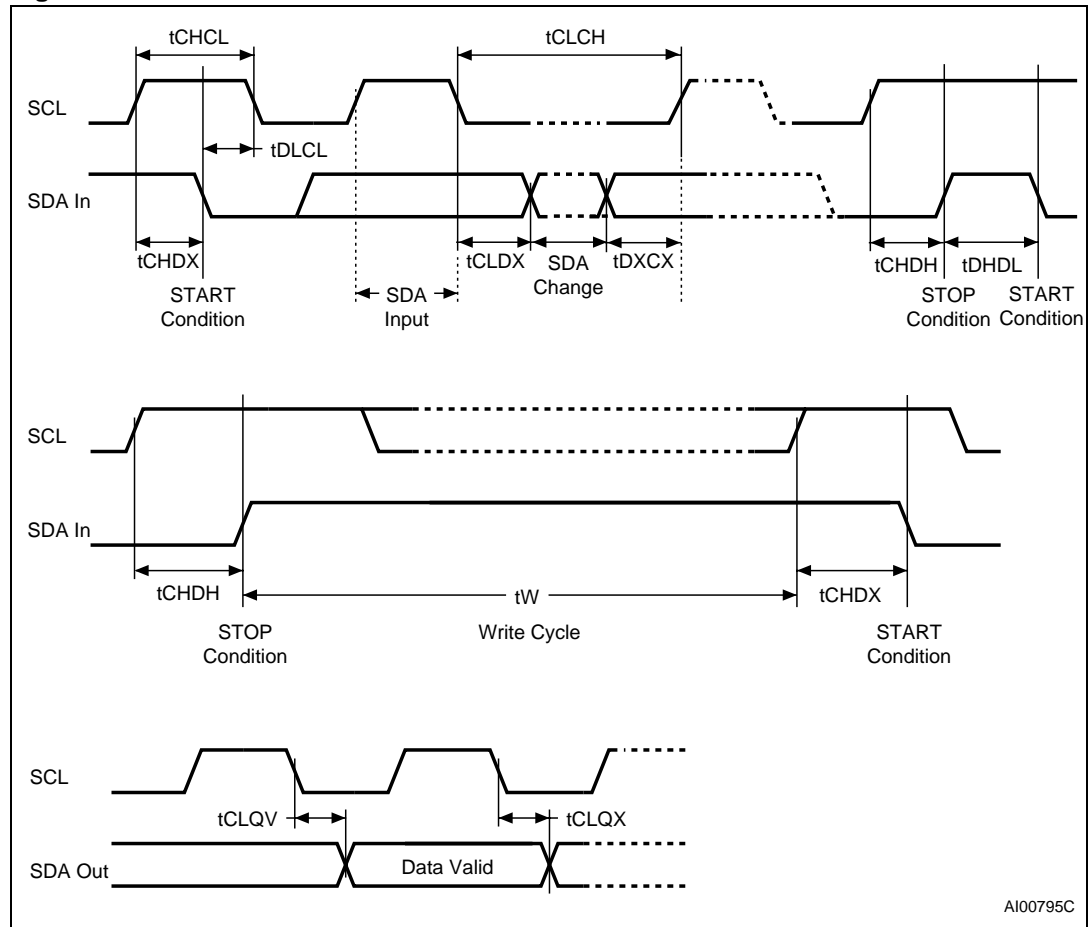 tCHCL
tCLCH
SCL
tDLCL
SDA In
tCHDX
tCLDX
SDA
Change
tDXCX
tCHDH
tDHDL
START
Condition
SDA
Input
STOP
Condition
START
Condition
SCL
SDA In
tCHDH
tW
tCHDX
STOP
Condition
Write Cycle
START
Condition
SCL
tCLQV
tCLQX
SDA Out
Data Valid
AI00795C